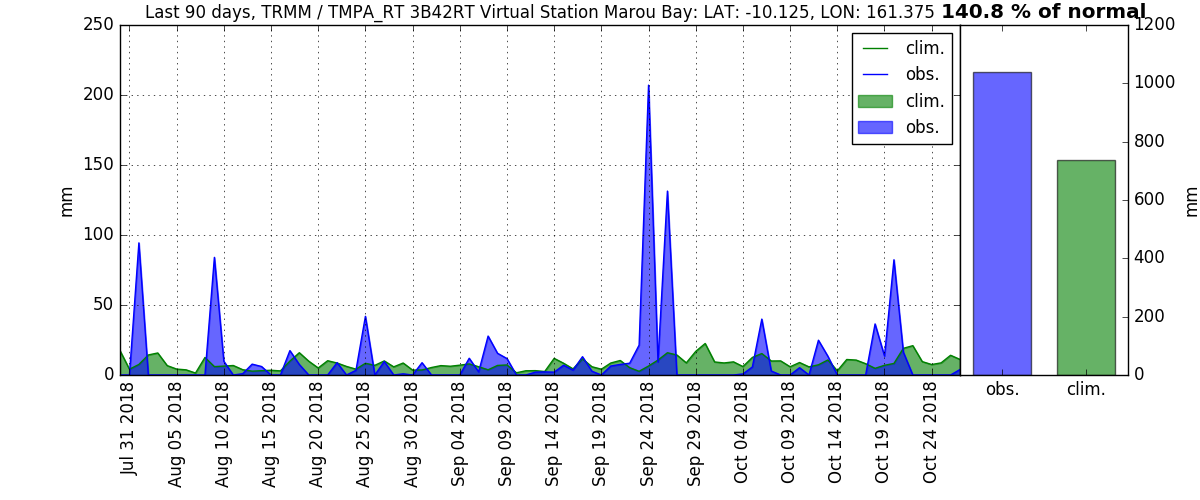 Last 90 days, TRMM / TMPA_RT 3B42RT Virtual Station Marou Bay: LAT: -10.125, LON: 161.375 140.8 % of normal
250
200
150
100
50
0
mm
clim.
obs.
clim.
obs.
Jul 31 2018
Aug 05 2018
Aug 10 2018
Aug 15 2018
Aug 20 2018
Aug 25 2018
Aug 30 2018
Sep 04 2018
Sep 09 2018
Sep 14 2018
Sep 19 2018
Sep 24 2018
Sep 29 2018
Oct 04 2018
Oct 09 2018
Oct 14 2018
Oct 19 2018
Oct 24 2018
1200
1000
800
600
400
200
0
mm
obs.
clim.